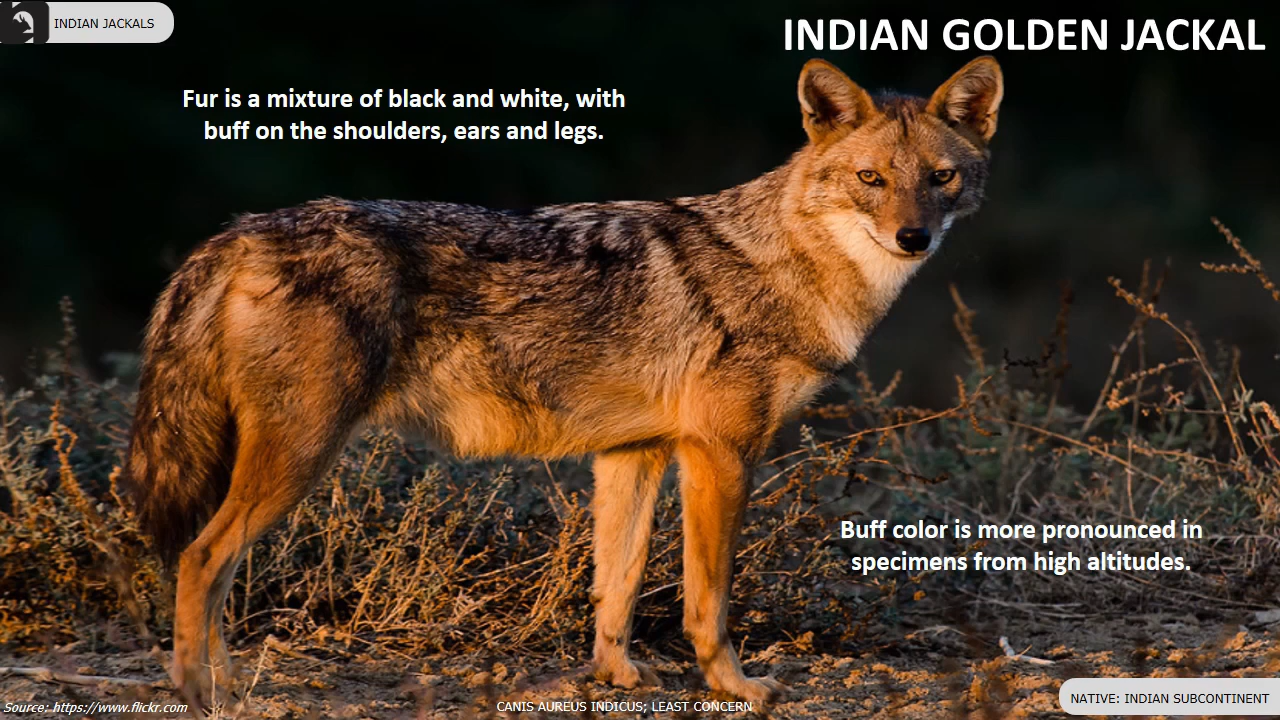 INDIAN JACKALS
INDIAN GOLDEN JACKAL
Fur is a mixture of black and white, with
buff on the shoulders, ears and legs.
Buff color is more pronounced in
specimens from high altitudes.
NATIVE: INDIAN SUBCONTINENT
Source: https://www.flickr.com
CANIS AUREUS INDICUS; LEAST CONCERN